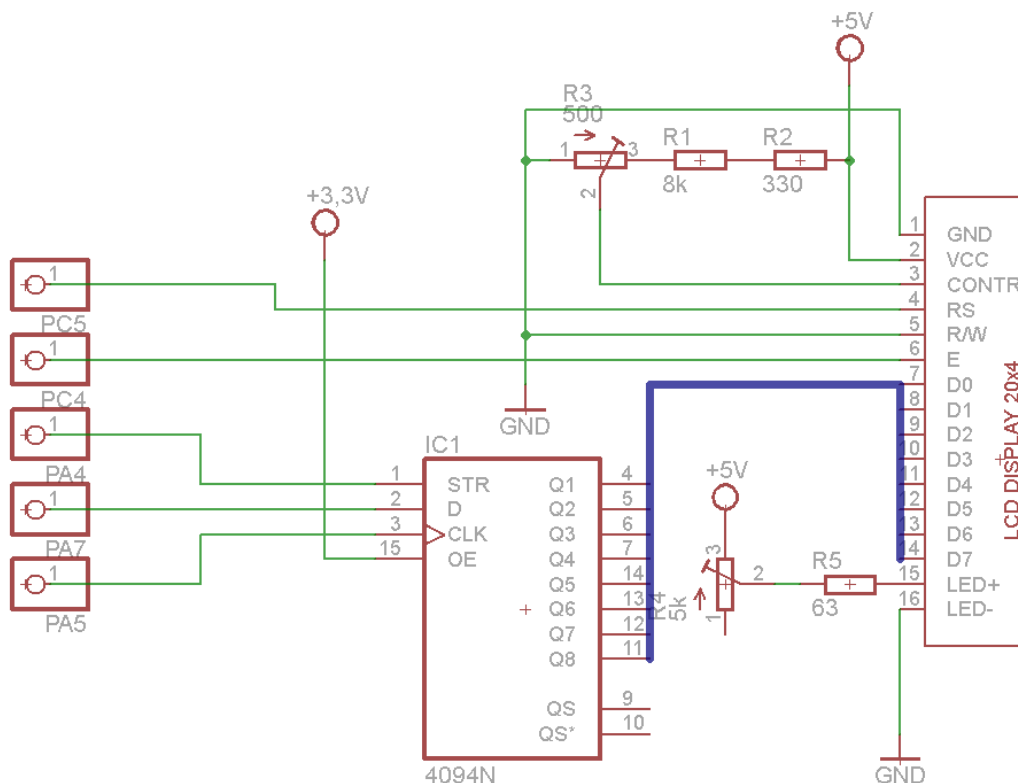 +5V
R3
500
1
3
2
R1
8k
R2
330
+3,3V
1
PC5
1
PC4
1
PA4
1
PA7
1
PA5
GND
1 GND
2 VCC
3 CONTR
4 RS
5 R/W
6 E
7 D0
8 D1
9 D2
10 D3
11 D4
12 D5
13 D6
14 D7
15 LED+
16 LED-
LCD DISPLAY 20x4
IC1
1 STR
2 D
3 CLK
15 OE
Q1 4
Q2 5
Q3 6
Q4 7
Q5 14
Q6 13
Q7 12
Q8 11
QS 9
QS* 10
4094N
+5V
3
2
1
R4
5k
R5
63
GND